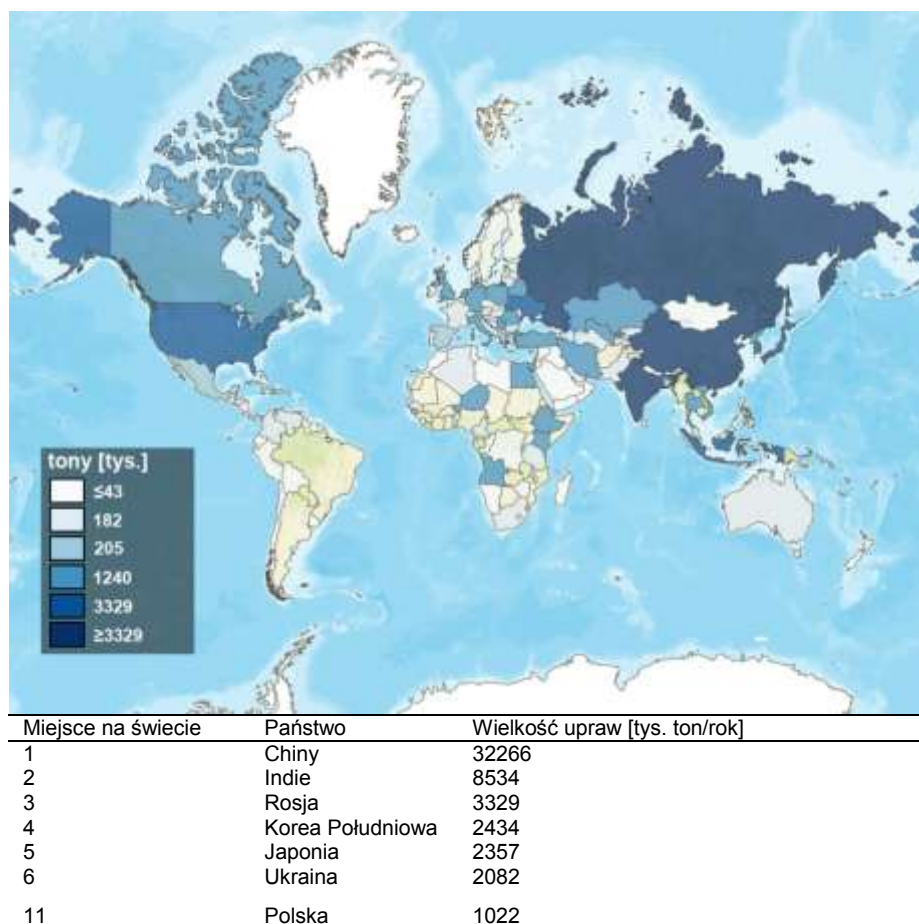 tony [tys.]
≤43
182
205
1240
3329
≥3329
Miejsce na świecie Państwo Wielkość upraw [tys. ton/rok]
1 Chiny 32266
2 Indie 8534
3 Rosja 3329
4 Korea Południowa 2434
5 Japonia 2357
6 Ukraina 2082
11 Polska 1022